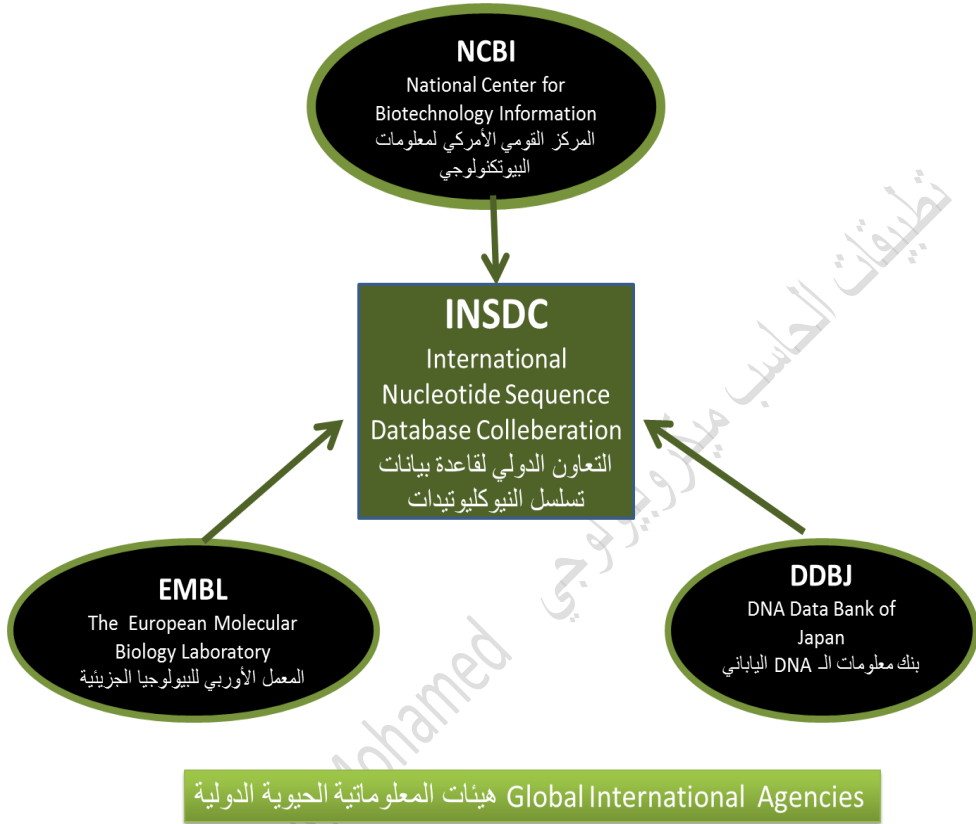 NCBI
National Center for
Biotechnology Information
المركز القومي الأمركي لمعلومات
البيوتكنولوجي
INSDC
International
Nucleotide Sequence
Database Colleberation
التعاون الدولي لقاعدة بيانات
تسلسل النيوكليوتيدات
EMBL
The European Molecular
Biology Laboratory
المعمل الأوربي للبيولوجيا الجزيئية
DDBJ
DNA Data Bank of
Japan
بنك معلومات الـ DNA الياباني
تطبيقات الحاسب ميكروبيولوجي
Mohamed
هيئات المعلوماتية الحيوية الدولية Global International Agencies